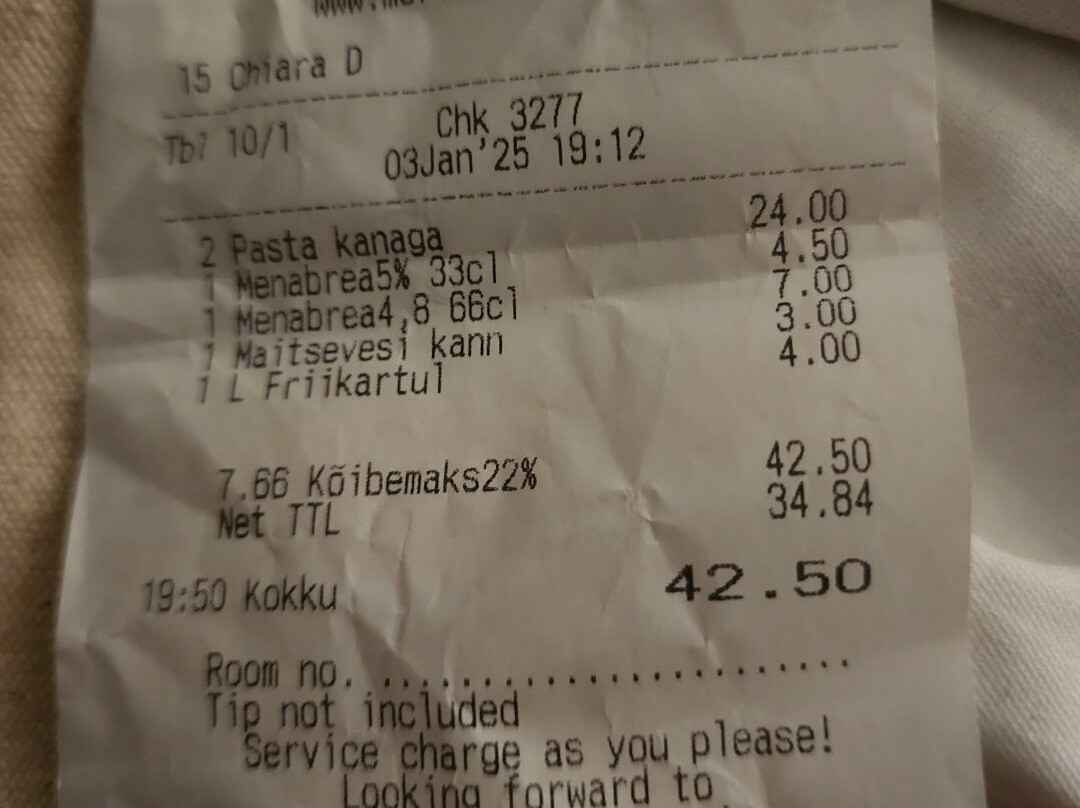 15 Chiara D
Tbl 10/1 Chk 3277
03Jan'25 19:12
2 Pasta kanaga 24.00
1 Menabrea5% 33cl 4.50
1 Menabrea4,8 66cl 7.00
1 Maitsevesi kann 3.00
1 L Friikartul 4.00
7.66 Kõibemaks22% 42.50
Net TTL 34.84
19:50 Kokku 42.50
Room no. .......................
Tip not included
Service charge as you please!
Looking forward to